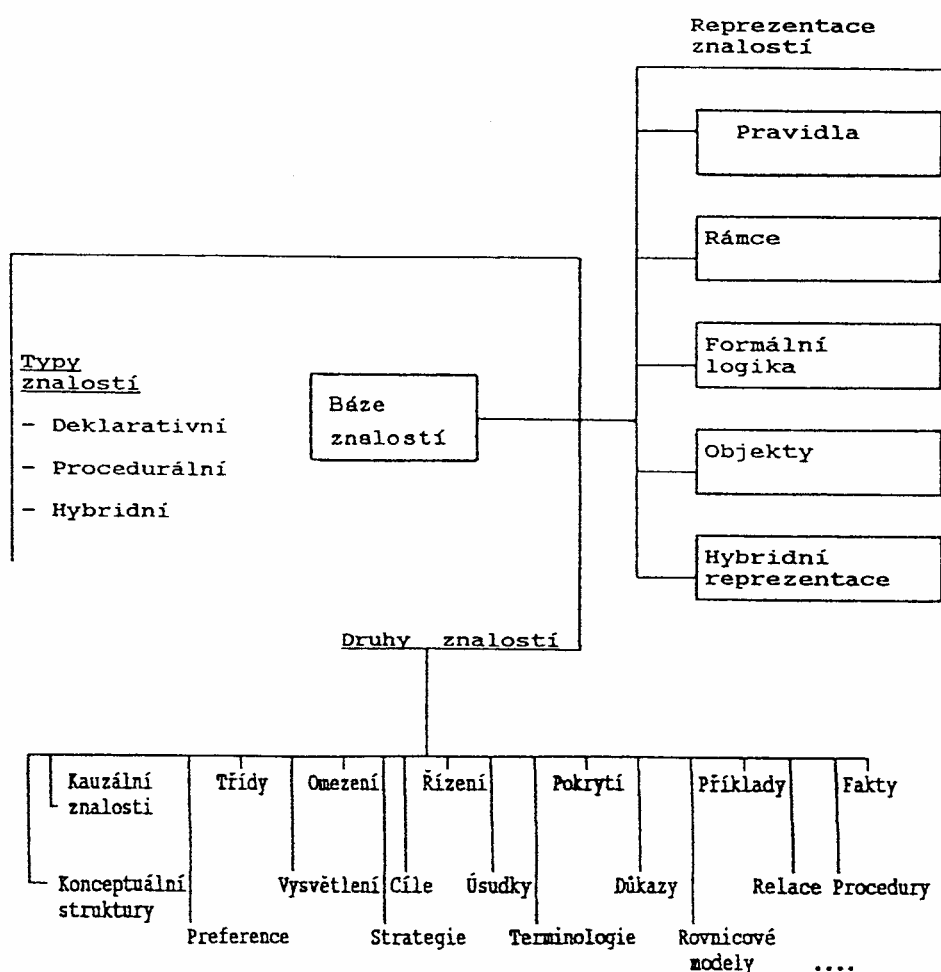 Reprezentace
znalostí
Pravidla
Rámce
Formální
logika
Objekty
Hybridní
reprezentace
Typy
znalostí
- Deklarativní
- Procedurální
- Hybridní
Báze
znalostí
Druhy znalostí
Kauzální
znalosti
Třídy
Omezení
Řízení
Pokrytí
Příklady
Fakty
Konceptuální
struktury
Vysvětlení
Cíle
Úsudky
Důkazy
Relace
Procedury
Preference
Strategie
Terminologie
Rovnicové
modely
....